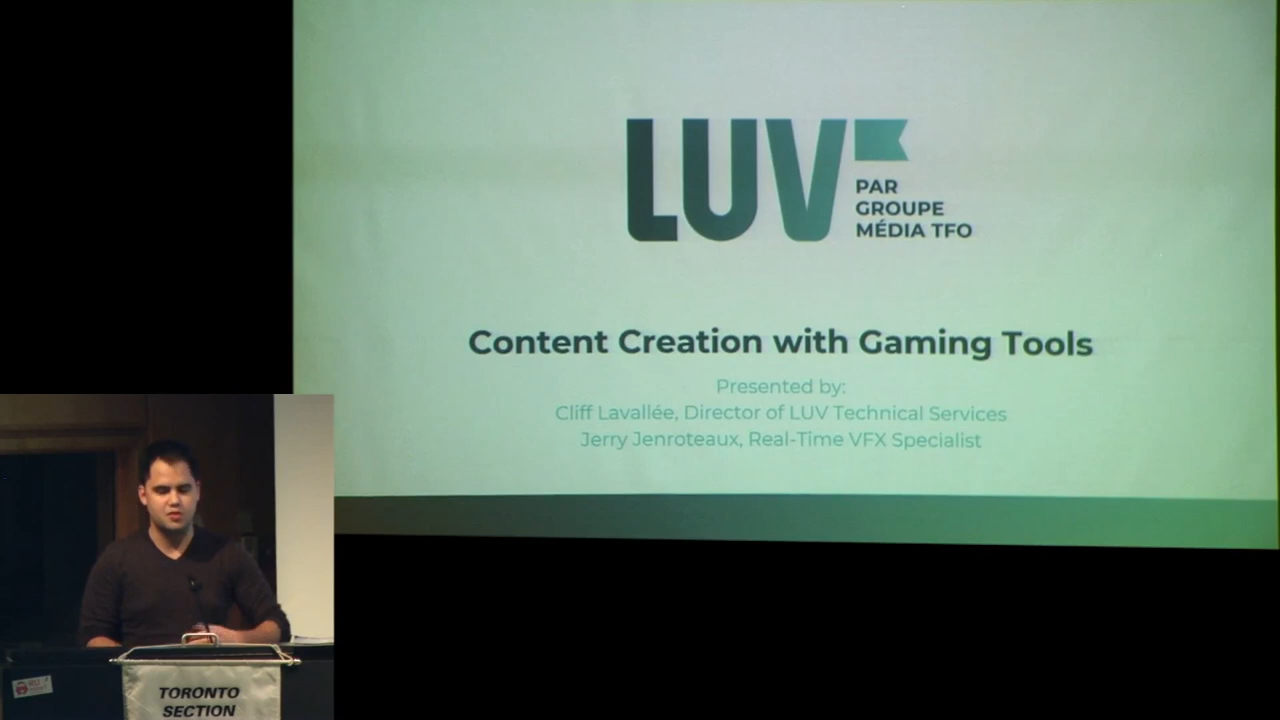 LUV
PAR
GROUPE
MÉDIA TFO
Content Creation with Gaming Tools
Presented by:
Cliff Lavallée, Director of LUV Technical Services
Jerry Jenroteaux, Real-Time VFX Specialist
TORONTO
SECTION